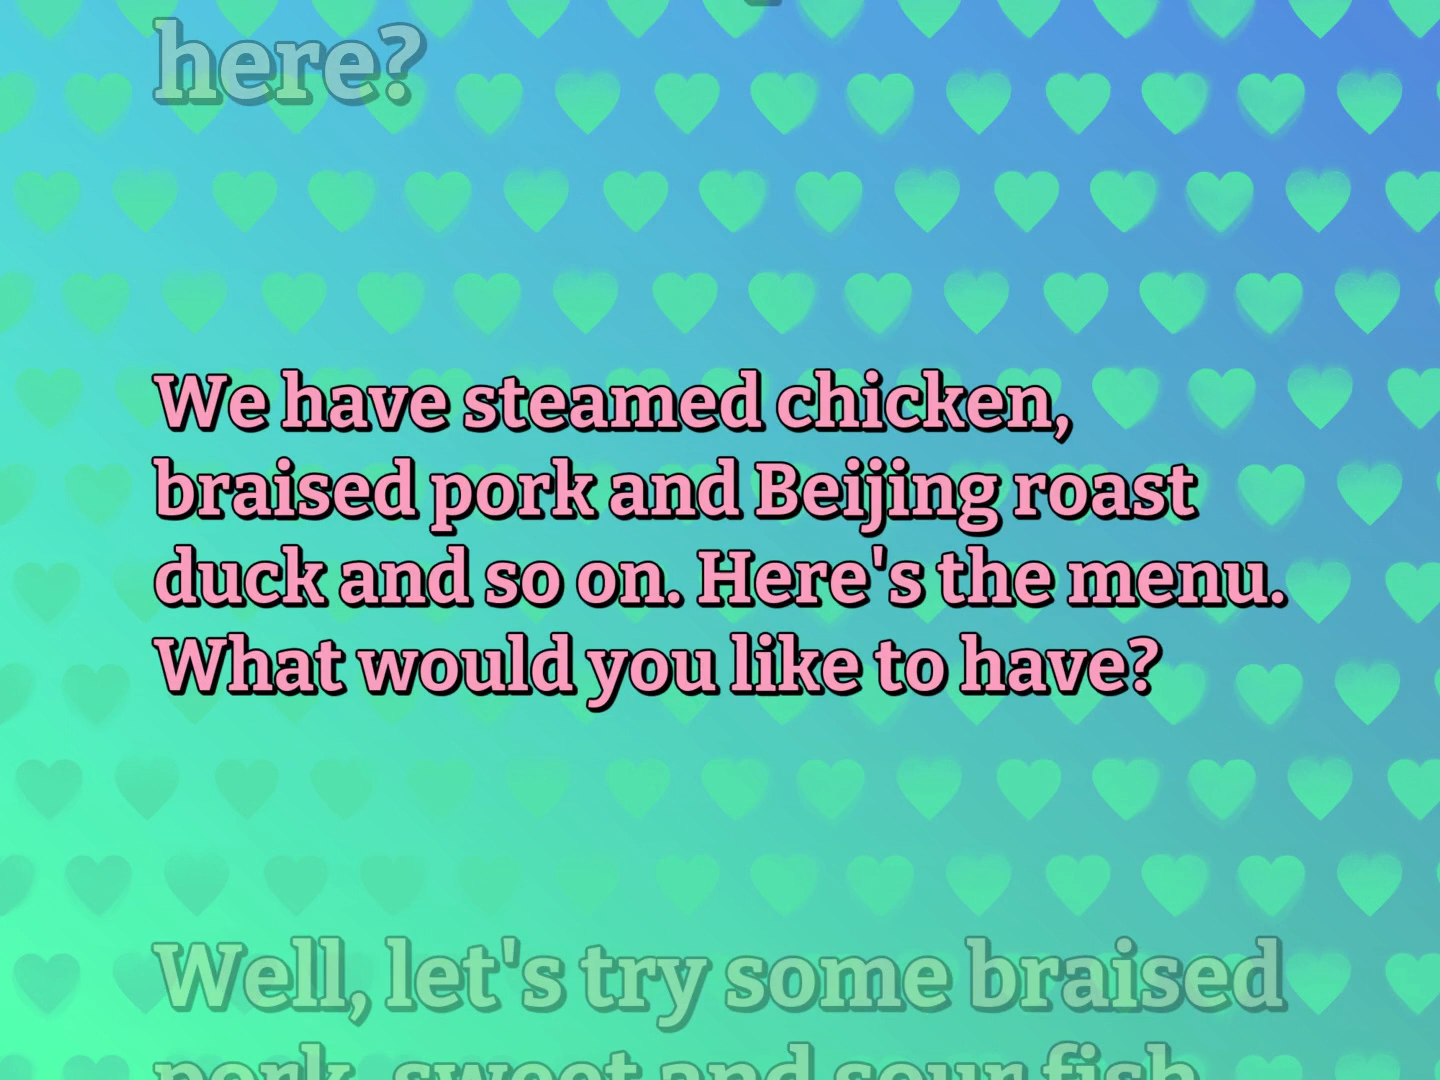 here?
We have steamed chicken,
braised pork and Beijing roast
duck and so on. Here's the menu.
What would you like to have?
Well, let's try some braised
pork, sweet and sour fish